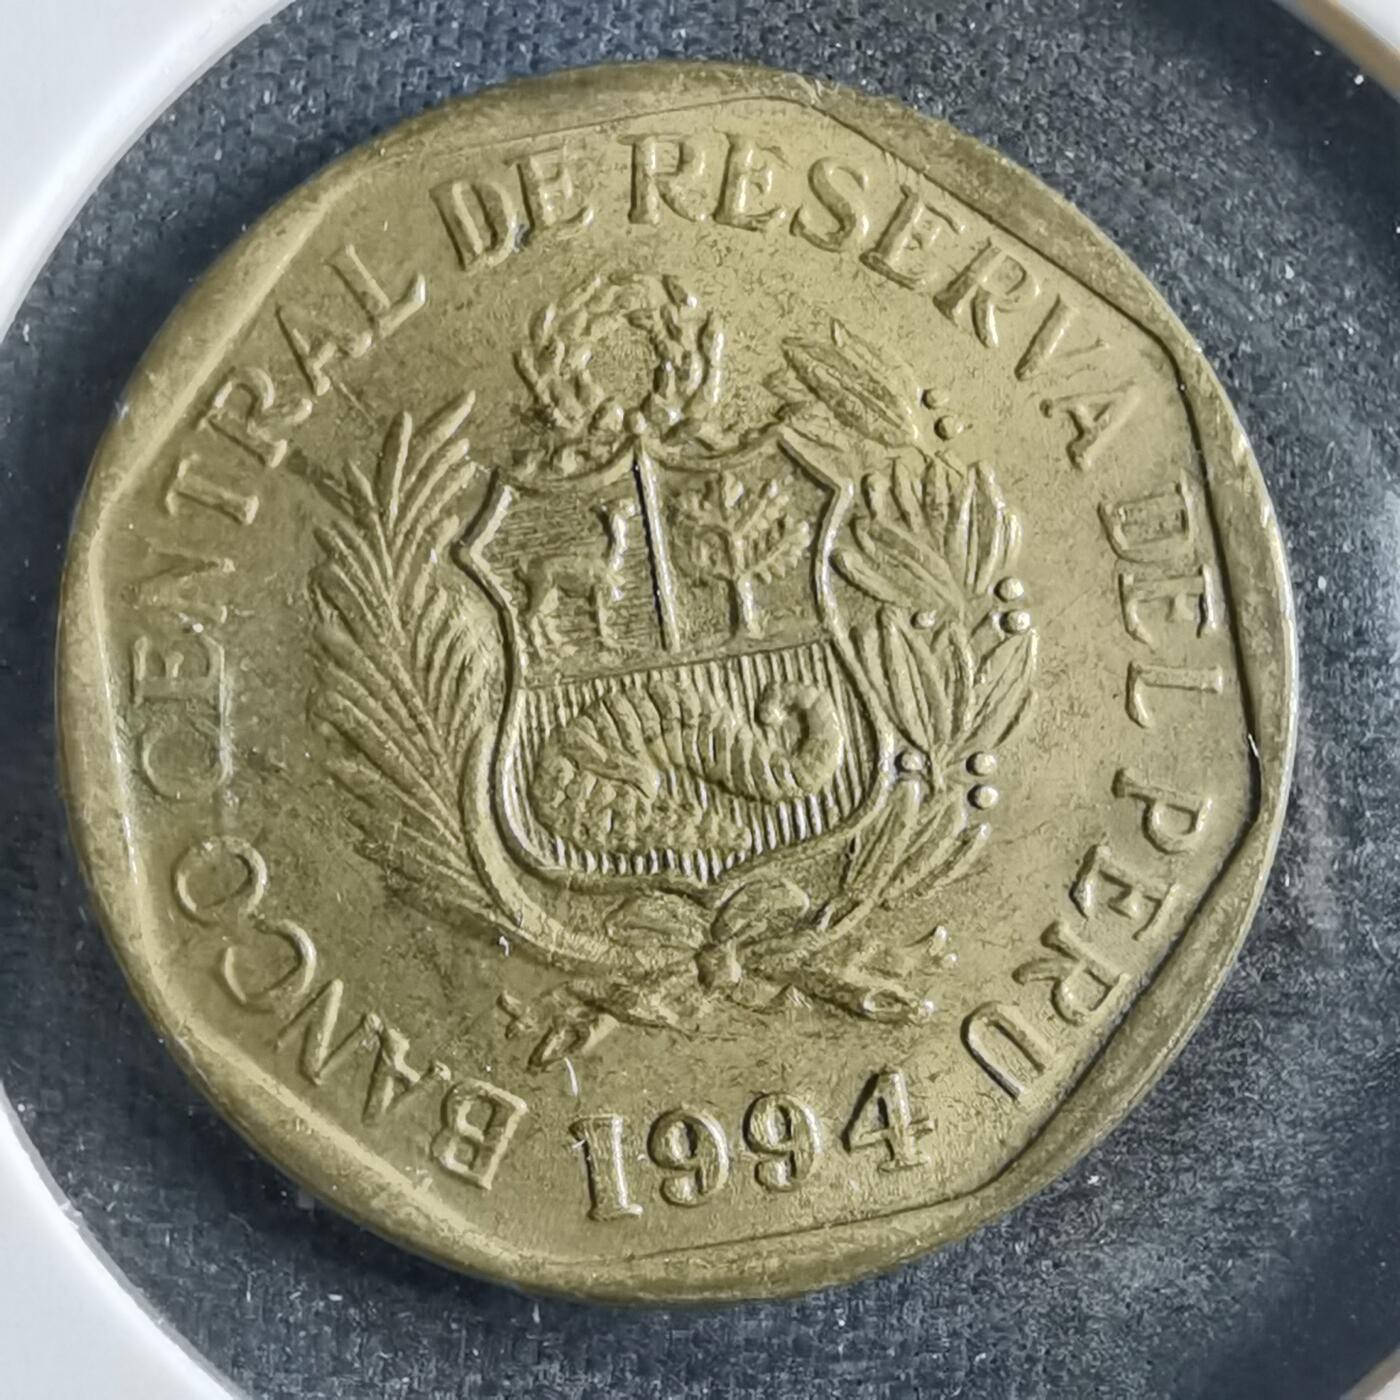 BANCO CENTRAL DE RESERVA DEL PERU
1994